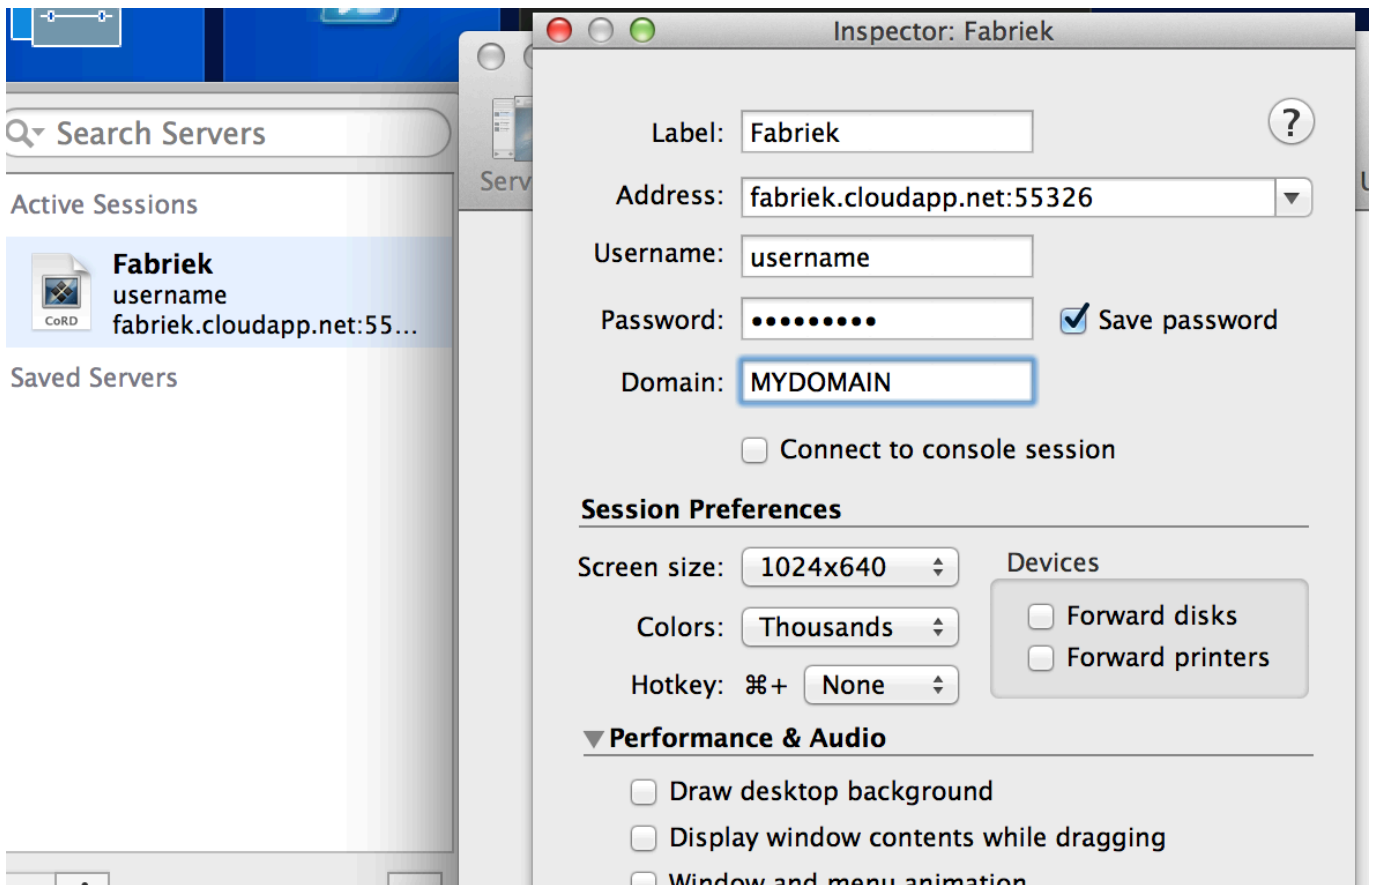 Inspector: Fabriek
Search Servers
Serv
Active Sessions
Fabriek
username
fabriek.cloudapp.net:55...
CoRD
Saved Servers
Label: Fabriek
?
Address: fabriek.cloudapp.net:55326
Username: username
Password: •••••••••
Save password
Domain: MYDOMAIN
Connect to console session
Session Preferences
Screen size: 1024x640
Devices
Colors: Thousands
Forward disks
Forward printers
Hotkey: ⌘+ None
Performance & Audio
Draw desktop background
Display window contents while dragging
Window and menu animation